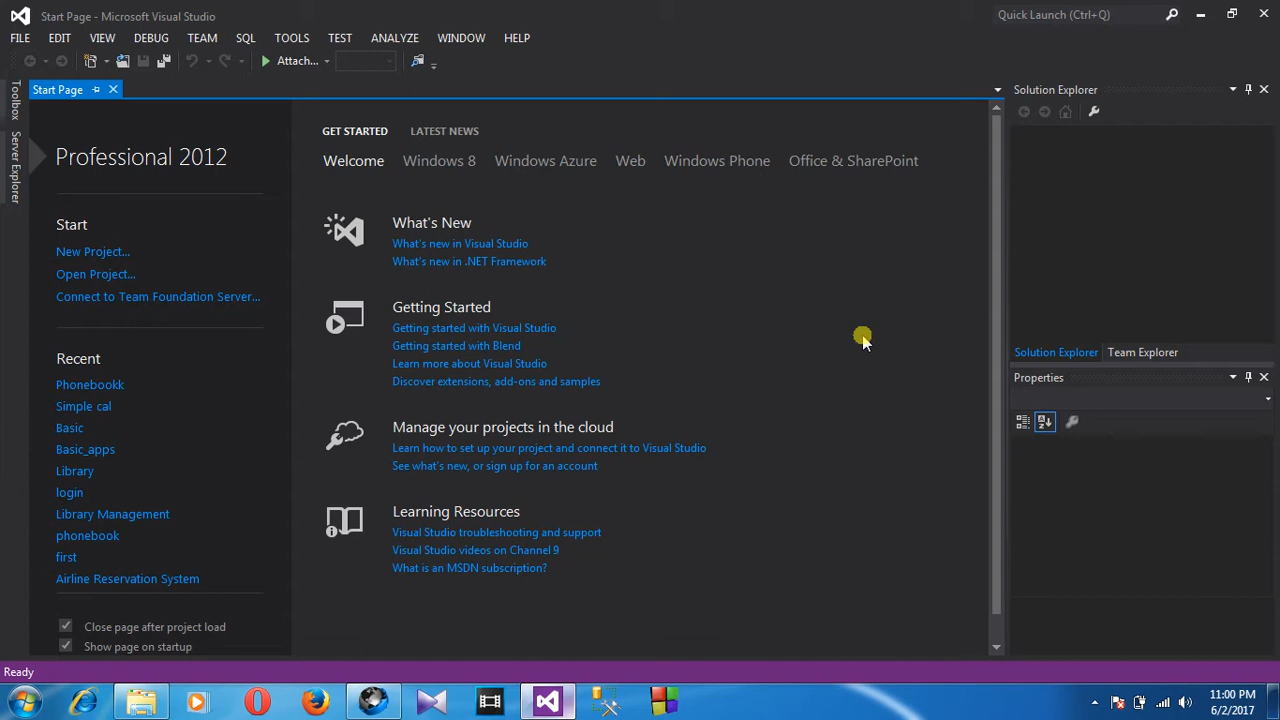 Start Page - Microsoft Visual Studio
Quick Launch (Ctrl+Q)
FILE EDIT VIEW DEBUG TEAM SQL TOOLS TEST ANALYZE WINDOW HELP
Attach...
Toolbox
Server Explorer
Start Page
Professional 2012
Start
New Project...
Open Project...
Connect to Team Foundation Server...
Recent
Phonebookk
Simple cal
Basic
Basic_apps
Library
login
Library Management
phonebook
first
Airline Reservation System
Close page after project load
Show page on startup
GET STARTED LATEST NEWS
Welcome Windows 8 Windows Azure Web Windows Phone Office & SharePoint
What's New
What's new in Visual Studio
What's new in .NET Framework
Getting Started
Getting started with Visual Studio
Getting started with Blend
Learn more about Visual Studio
Discover extensions, add-ons and samples
Manage your projects in the cloud
Learn how to set up your project and connect it to Visual Studio
See what's new, or sign up for an account
Learning Resources
Visual Studio troubleshooting and support
Visual Studio videos on Channel 9
What is an MSDN subscription?
Solution Explorer
Solution Explorer Team Explorer
Properties
Ready
11:00 PM
6/2/2017